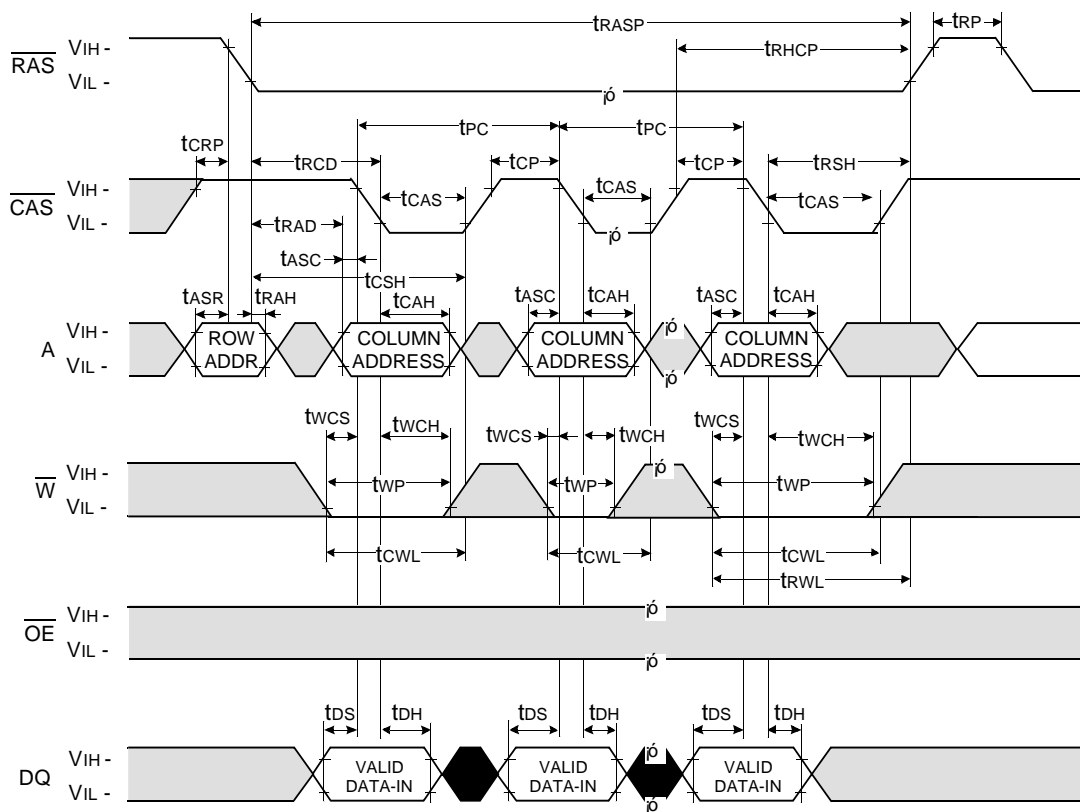 tRASP
tRP
tRHCP
RAS
VIH -
VIL -
¡ó
tCRP
tRCD
tPC
tPC
tCP
tCP
tRSH
CAS
VIH -
VIL -
tCAS
tCAS
tCAS
¡ó
tRAD
tASC
tCSH
tASR
tRAH
tCAH
tASC
tCAH
tASC
tCAH
A
VIH -
VIL -
ROW
ADDR
COLUMN
ADDRESS
COLUMN
ADDRESS
COLUMN
ADDRESS
¡ó
¡ó
tWCS
tWCH
tWCS
tWCH
tWCS
tWCH
W
VIH -
VIL -
¡ó
tWP
tWP
tWP
tCWL
tCWL
tCWL
tRWL
OE
VIH -
VIL -
¡ó
¡ó
tDS
tDH
tDS
tDH
tDS
tDH
DQ
VIH -
VIL -
VALID
DATA-IN
VALID
DATA-IN
VALID
DATA-IN
¡ó
¡ó